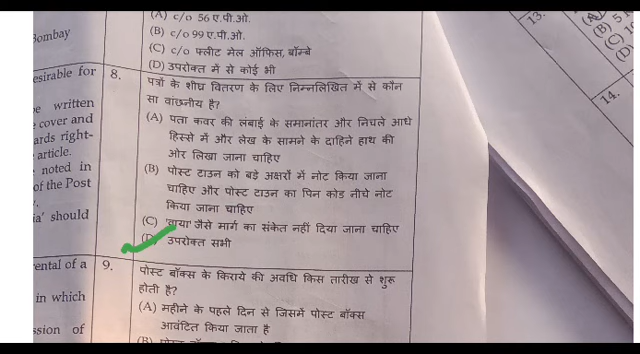 Bombay
(A) c/o 56 ए.पी.ओ.
(B) c/o 99 ए.पी.ओ.
(C) c/o फ्लीट मेल ऑफिस, बॉम्बे
(D) उपरोक्त में से कोई भी
esirable for
written
cover and
ards right-
article.
noted in
of the Post
ia' should
8.
पत्रों के शीघ्र वितरण के लिए निम्नलिखित में से कौन
सा वांछनीय है?
(A) पता कवर की लंबाई के समानांतर और निचले आधे
हिस्से में और लेख के सामने के दाहिने हाथ की
ओर लिखा जाना चाहिए
(B) पोस्ट टाउन को बड़े अक्षरों में नोट किया जाना
चाहिए और पोस्ट टाउन का पिन कोड नीचे नोट
किया जाना चाहिए
(C) 'वाया' जैसे मार्ग का संकेत नहीं दिया जाना चाहिए
(D) उपरोक्त सभी
ental of a
in which
ssion of
9.
पोस्ट बॉक्स के किराये की अवधि किस तारीख से शुरू
होती है?
(A) महीने के पहले दिन से जिसमें पोस्ट बॉक्स
आवंटित किया जाता है
(B)
13.
(A)
(B) 5
(C)
(D)
14.